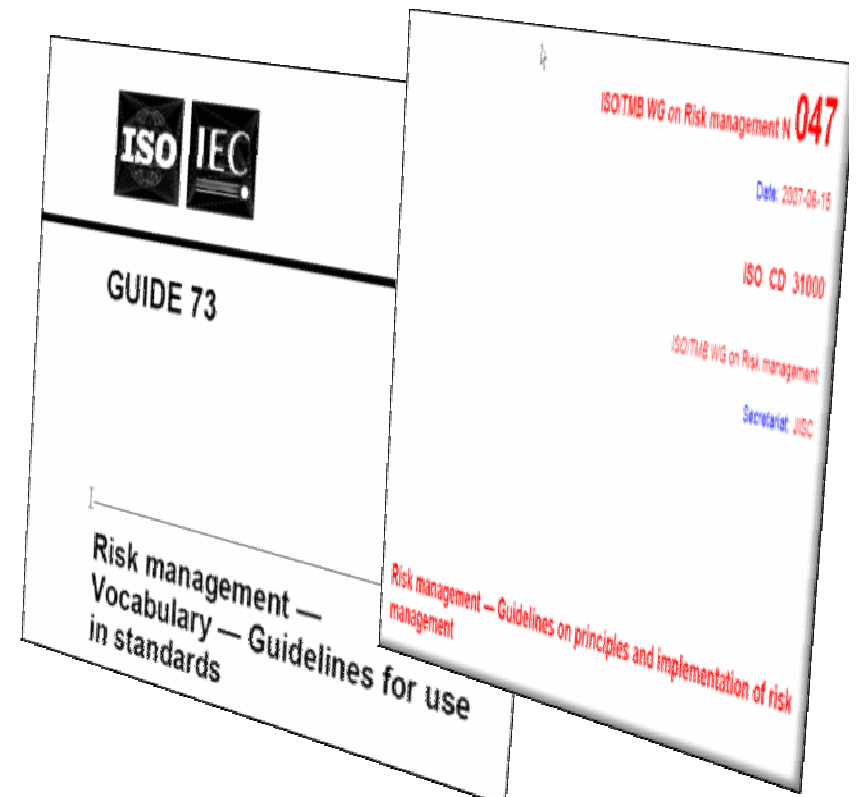 ISO IEC
GUIDE 73
Risk management —
Vocabulary — Guidelines for use
in standards
ISO/TMB WG on Risk management N 047
Date: 2007-06-15
ISO CD 31000
ISO/TMB WG on Risk management
Secretariat: JISC
Risk management — Guidelines on principles and implementation of risk
management